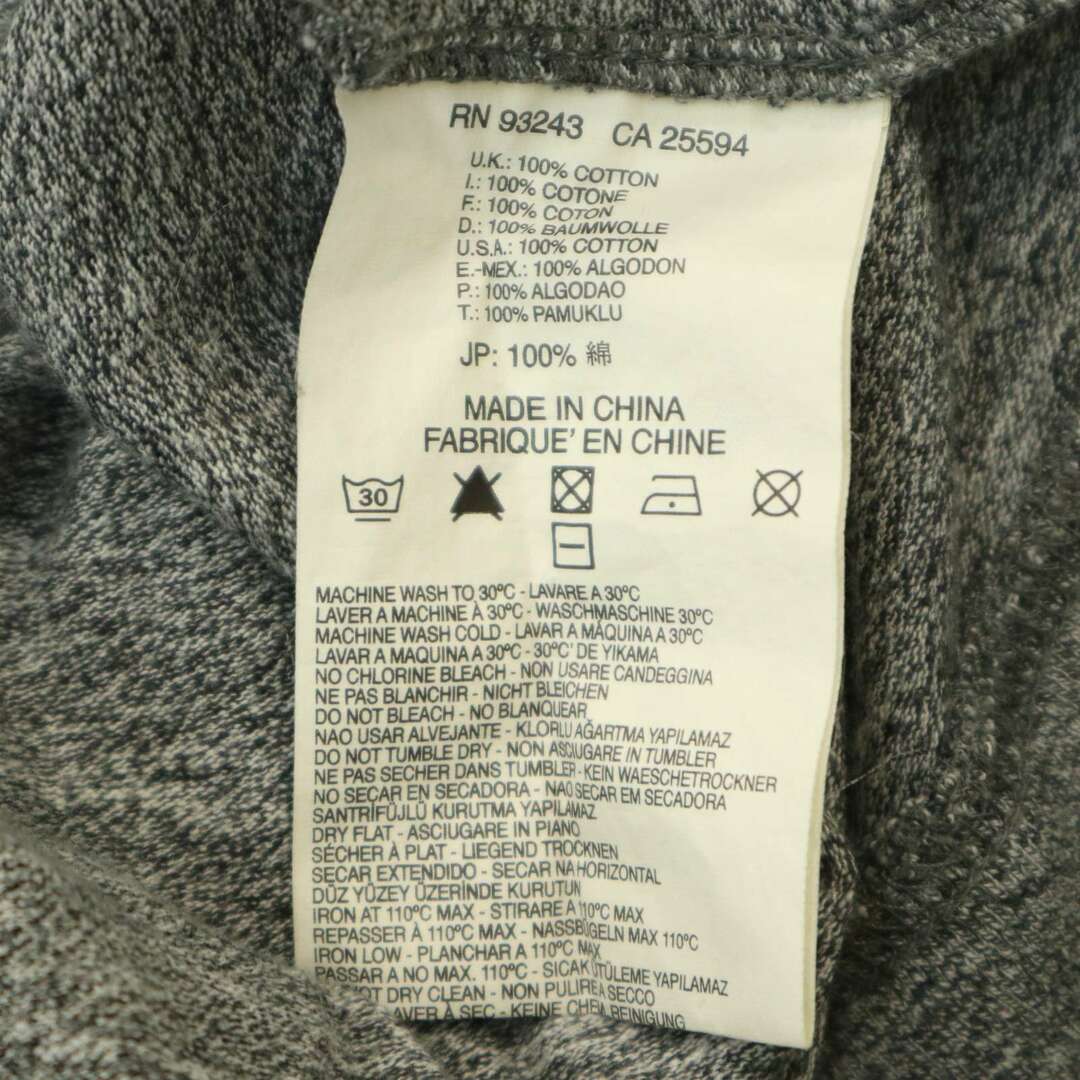 RN 93243 CA 25594
U.K.: 100% COTTON
I.: 100% COTONE
F.: 100% COTON
D.: 100% BAUMWOLLE
U.S.A.: 100% COTTON
E.-MEX.: 100% ALGODON
P.: 100% ALGODAO
T.: 100% PAMUKLU
JP: 100% 綿
MADE IN CHINA
FABRIQUE' EN CHINE
30
MACHINE WASH TO 30ºC - LAVARE A 30ºC
LAVER A MACHINE À 30ºC - WASCHMASCHINE 30ºC
MACHINE WASH COLD - LAVAR A MÁQUINA A 30ºC
LAVAR A MAQUINA A 30ºC - 30ºC' DE YIKAMA
NO CHLORINE BLEACH - NON USARE CANDEGGINA
NE PAS BLANCHIR - NICHT BLEICHEN
DO NOT BLEACH - NO BLANQUEAR
NAO USAR ALVEJANTE - KLORLU AĞARTMA YAPILAMAZ
DO NOT TUMBLE DRY - NON ASCIUGARE IN TUMBLER
NE PAS SECHER DANS TUMBLER - KEIN WAESCHETROCKNER
NO SECAR EN SECADORA - NAO SECAR EM SECADORA
SANTRİFÜJLÜ KURUTMA YAPILAMAZ
DRY FLAT - ASCIUGARE IN PIANO
SÉCHER À PLAT - LIEGEND TROCKNEN
SECAR EXTENDIDO - SECAR NA HORIZONTAL
DÜZ YÜZEY ÜZERİNDE KURUTUN
IRON AT 110ºC MAX - STIRARE A 110ºC MAX
REPASSER À 110ºC MAX - NASSBÜGELN MAX 110ºC
IRON LOW - PLANCHAR A 110ºC MAX
PASSAR A NO MAX. 110ºC - SICAK ÜTÜLEME YAPILAMAZ
DRY CLEAN - NON PULIRE A SECCO
À SEC - KEINE CHEM. REINIGUNG